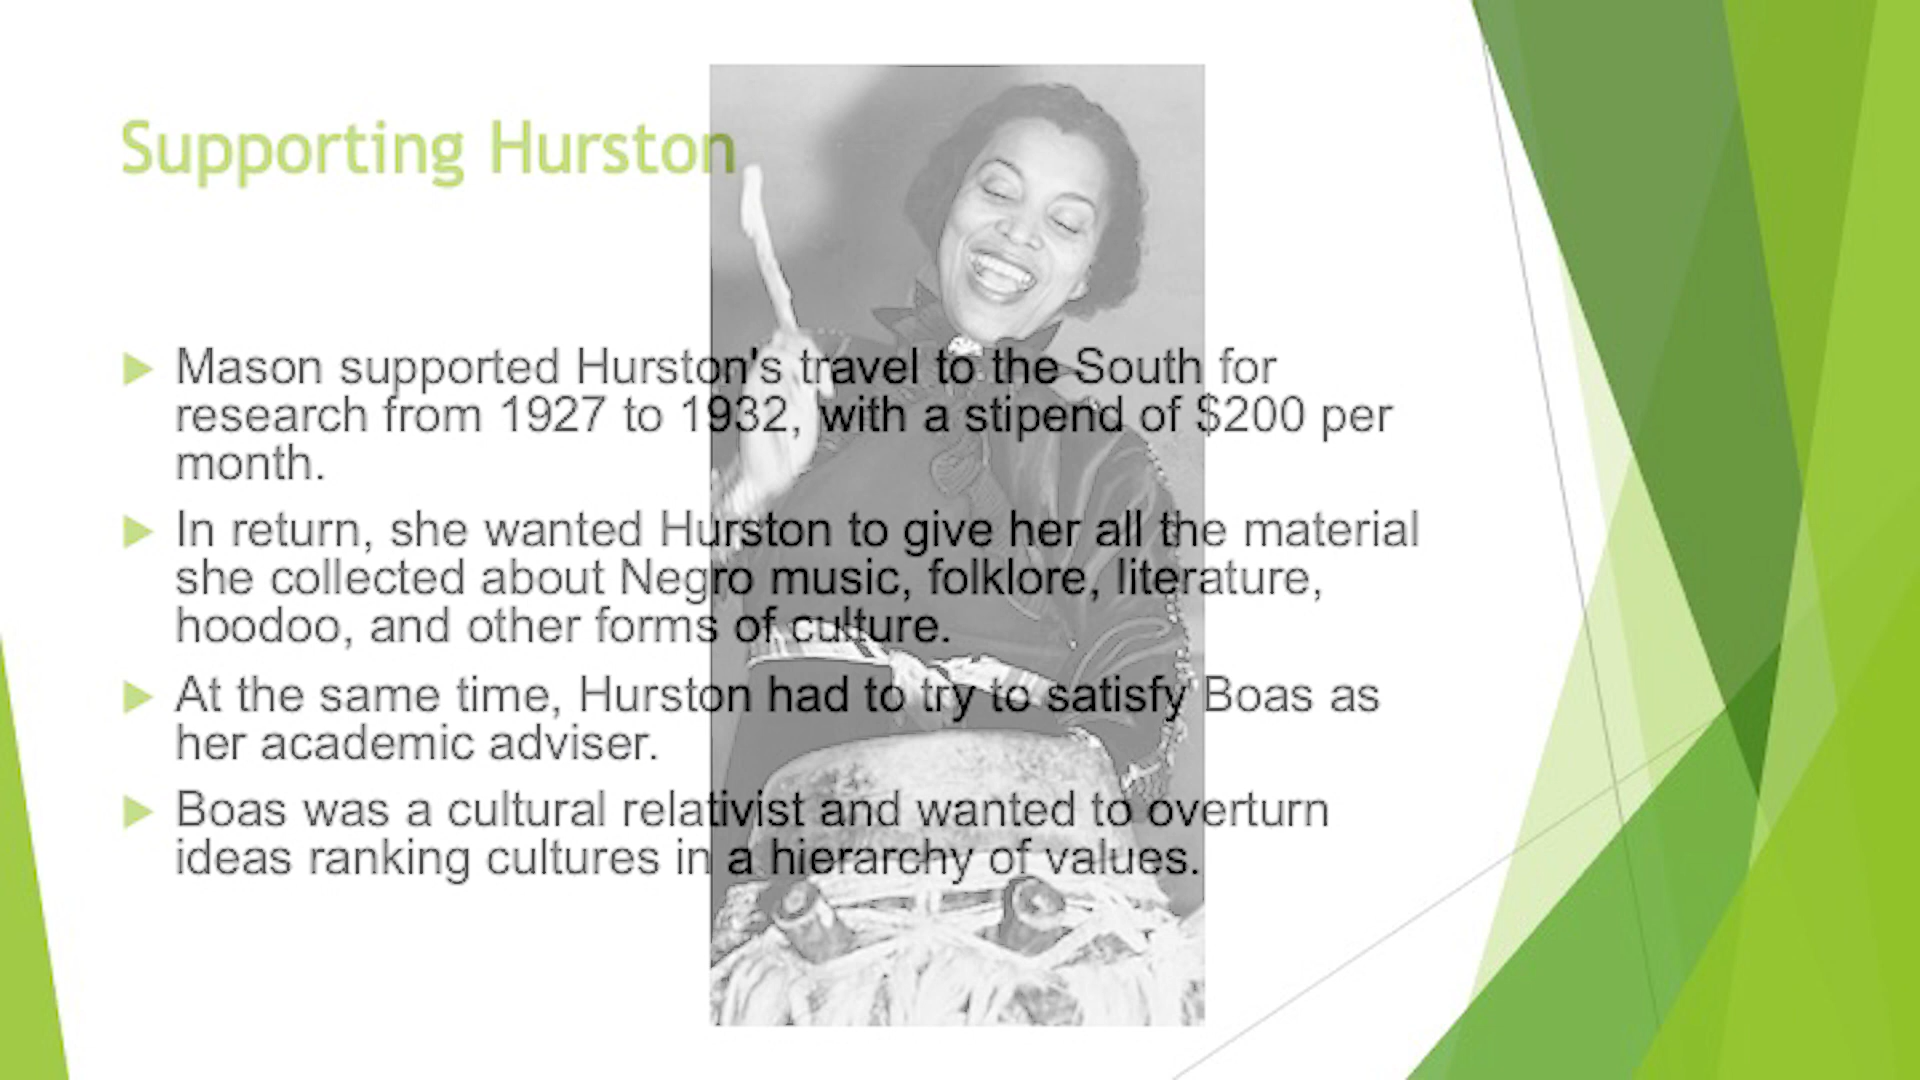 Supporting Hurston
Mason supported Hurston's travel to the South for
research from 1927 to 1932, with a stipend of $200 per
month.
In return, she wanted Hurston to give her all the material
she collected about Negro music, folklore, literature,
hoodoo, and other forms of culture.
At the same time, Hurston had to try to satisfy Boas as
her academic adviser.
Boas was a cultural relativist and wanted to overturn
ideas ranking cultures in a hierarchy of values.